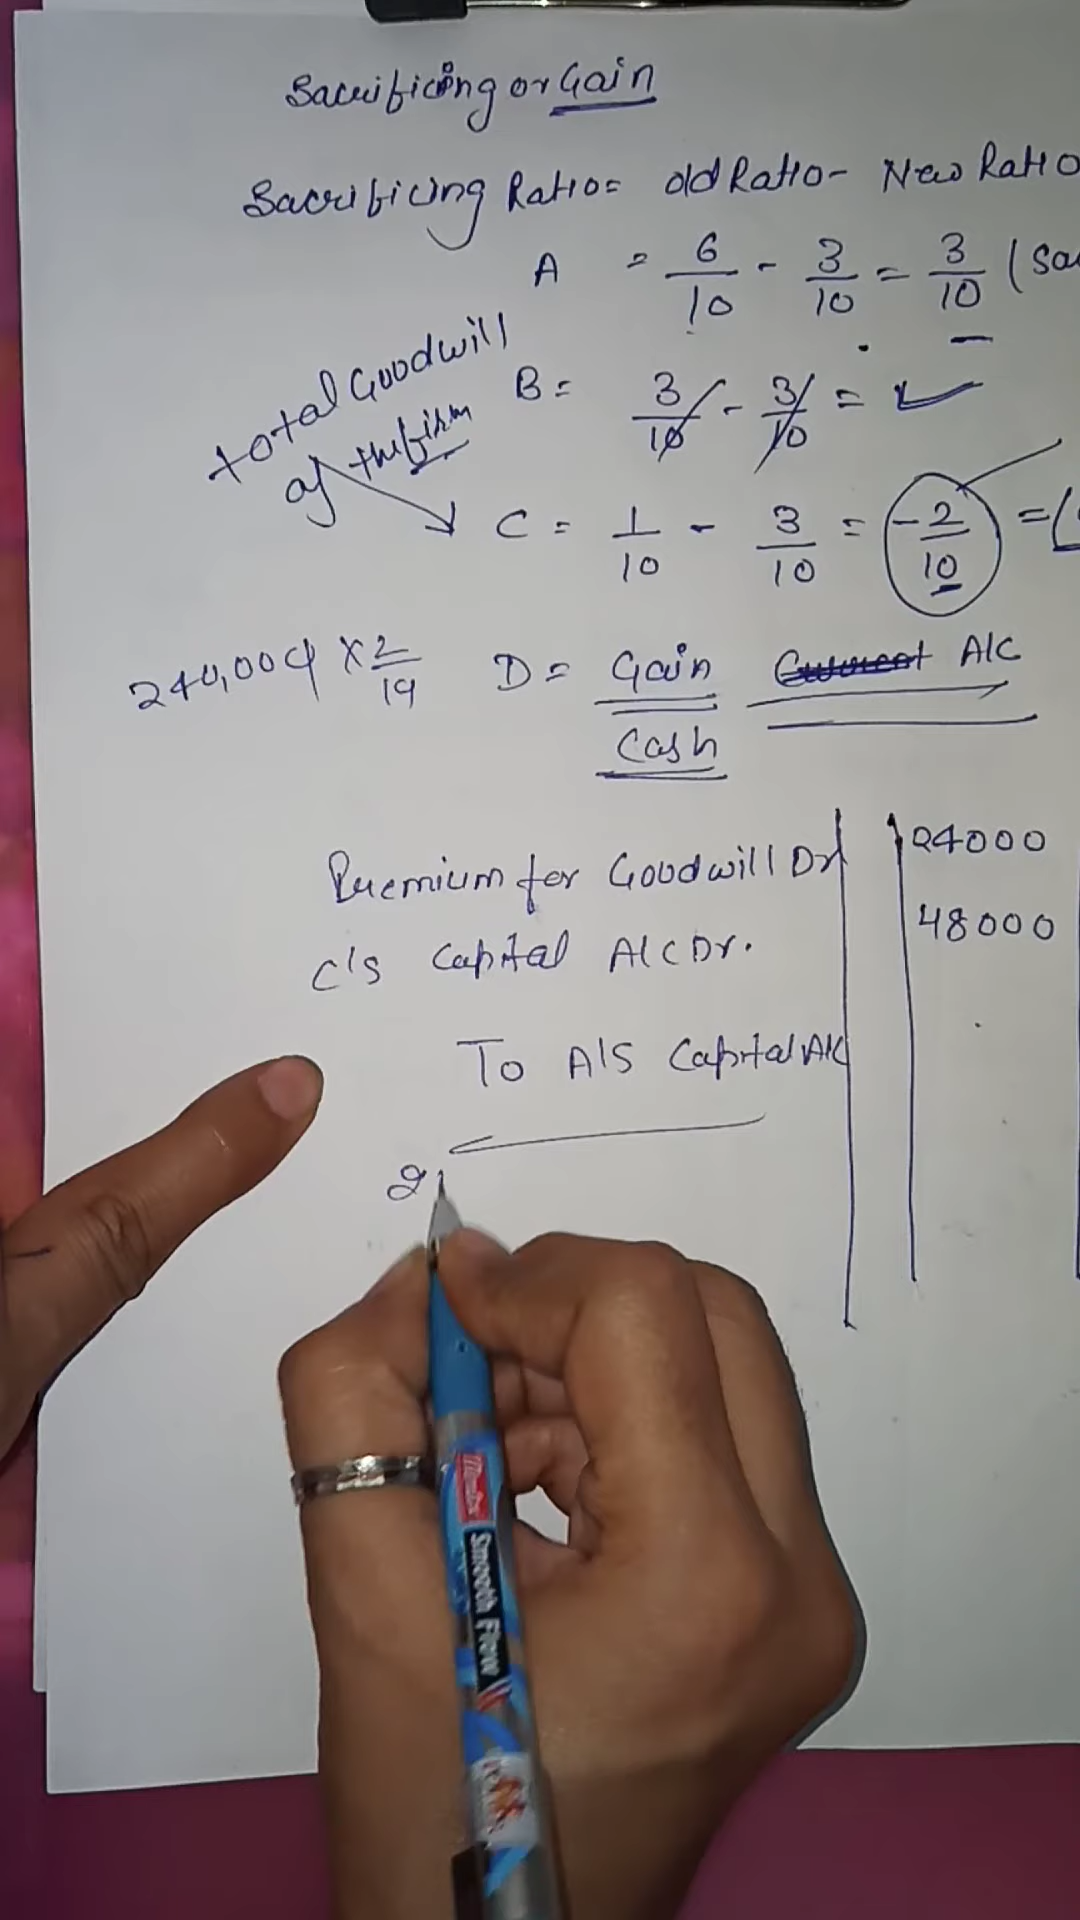 Sacrificing or Gain
Sacrificing Ratio = old Ratio - New Ratio
A = 6/10 - 3/10 = 3/10 (Sa
total Goodwill
of the firm
B = 3/10 - 3/10 =
C = 1/10 - 3/10 = -2/10 = (
240,000 × 2/10
D = Gain A/C
Cash
Premium for Goodwill Dr 24000
C's Capital A/C Dr. 48000
To A's Capital A/C
21
Smooth Flow